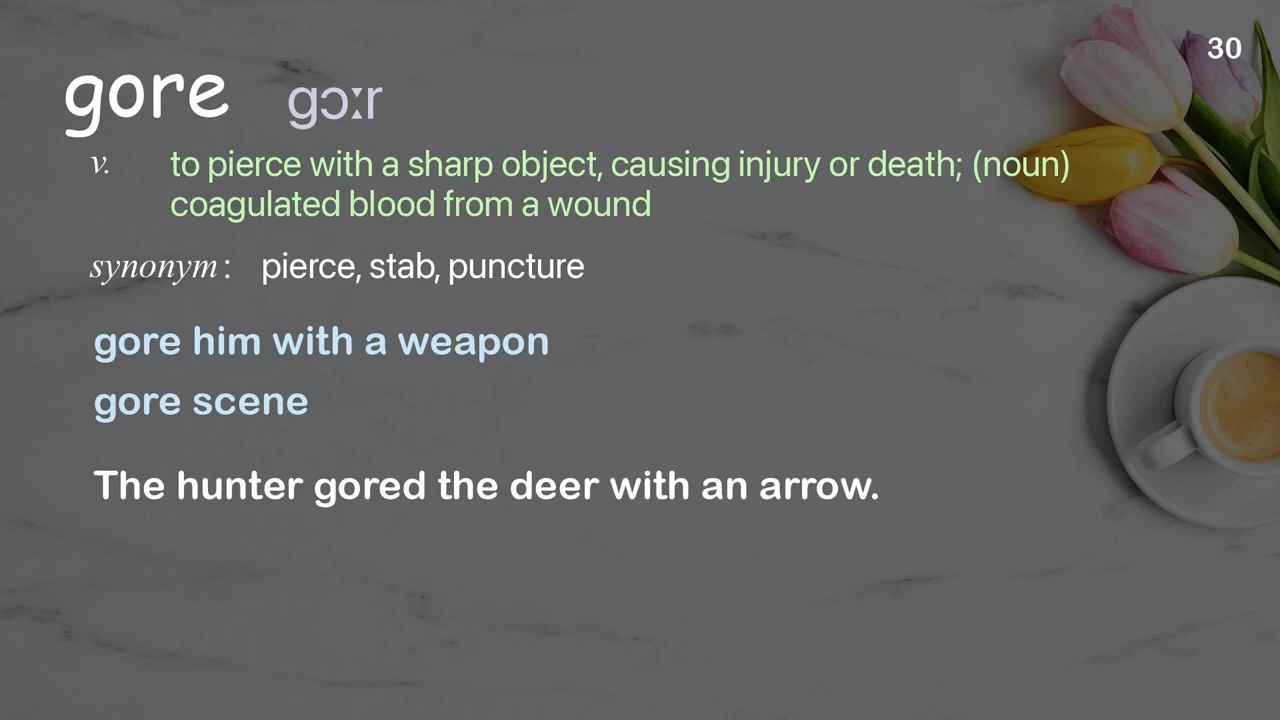 30
gore gɔːr
v. to pierce with a sharp object, causing injury or death; (noun)
coagulated blood from a wound
synonym: pierce, stab, puncture
gore him with a weapon
gore scene
The hunter gored the deer with an arrow.